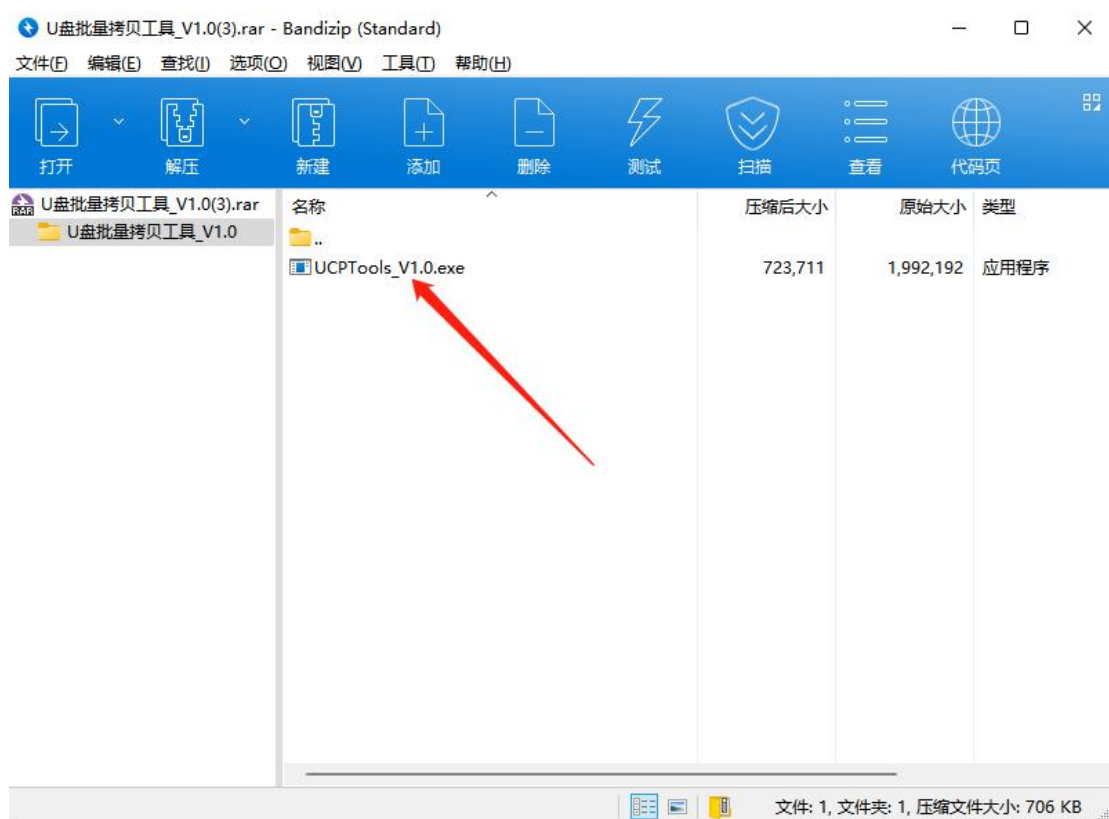 U盘批量拷贝工具_V1.0(3).rar - Bandizip (Standard)
文件(F) 编辑(E) 查找(I) 选项(O) 视图(V) 工具(T) 帮助(H)
打开 解压 新建 添加 删除 测试 扫描 查看 代码页
RAR U盘批量拷贝工具_V1.0(3).rar
U盘批量拷贝工具_V1.0
名称 压缩后大小 原始大小 类型
..
UCPTools_V1.0.exe 723,711 1,992,192 应用程序
文件: 1, 文件夹: 1, 压缩文件大小: 706 KB